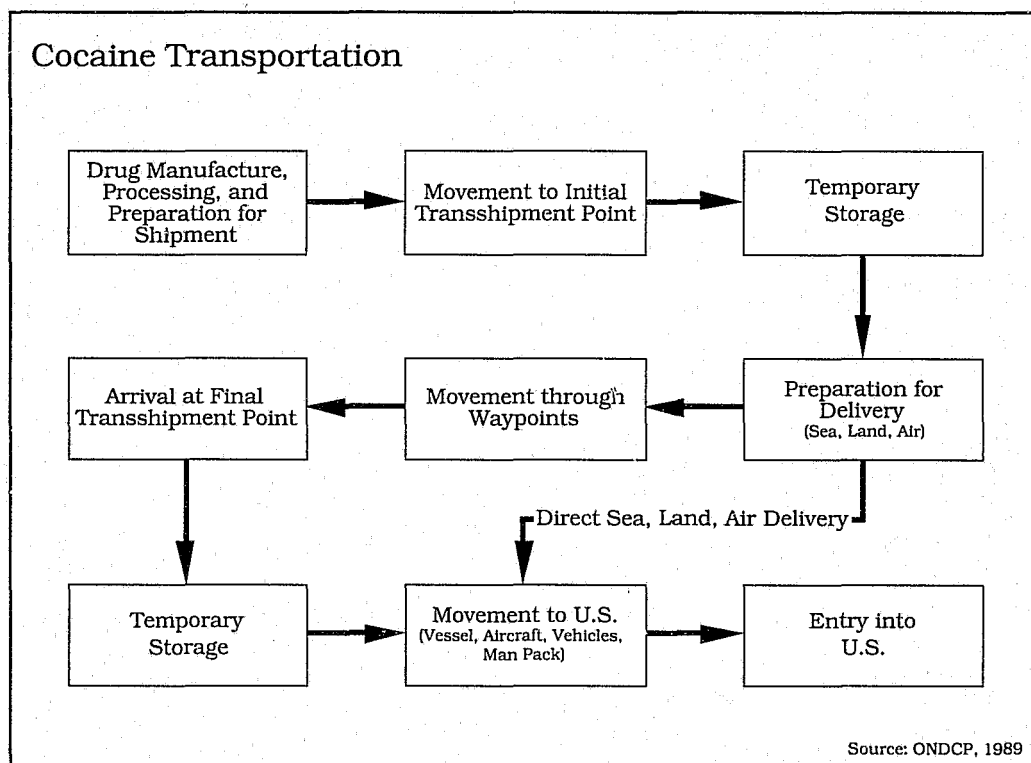 Cocaine Transportation
Drug Manufacture,
Processing, and
Preparation for
Shipment
Movement to Initial
Transshipment Point
Temporary
Storage
Arrival at Final
Transshipment Point
Movement through
Waypoints
Preparation for
Delivery
(Sea, Land, Air)
Direct Sea, Land, Air Delivery
Temporary
Storage
Movement to U.S.
(Vessel, Aircraft, Vehicles,
Man Pack)
Entry into
U.S.
Source: ONDCP, 1989